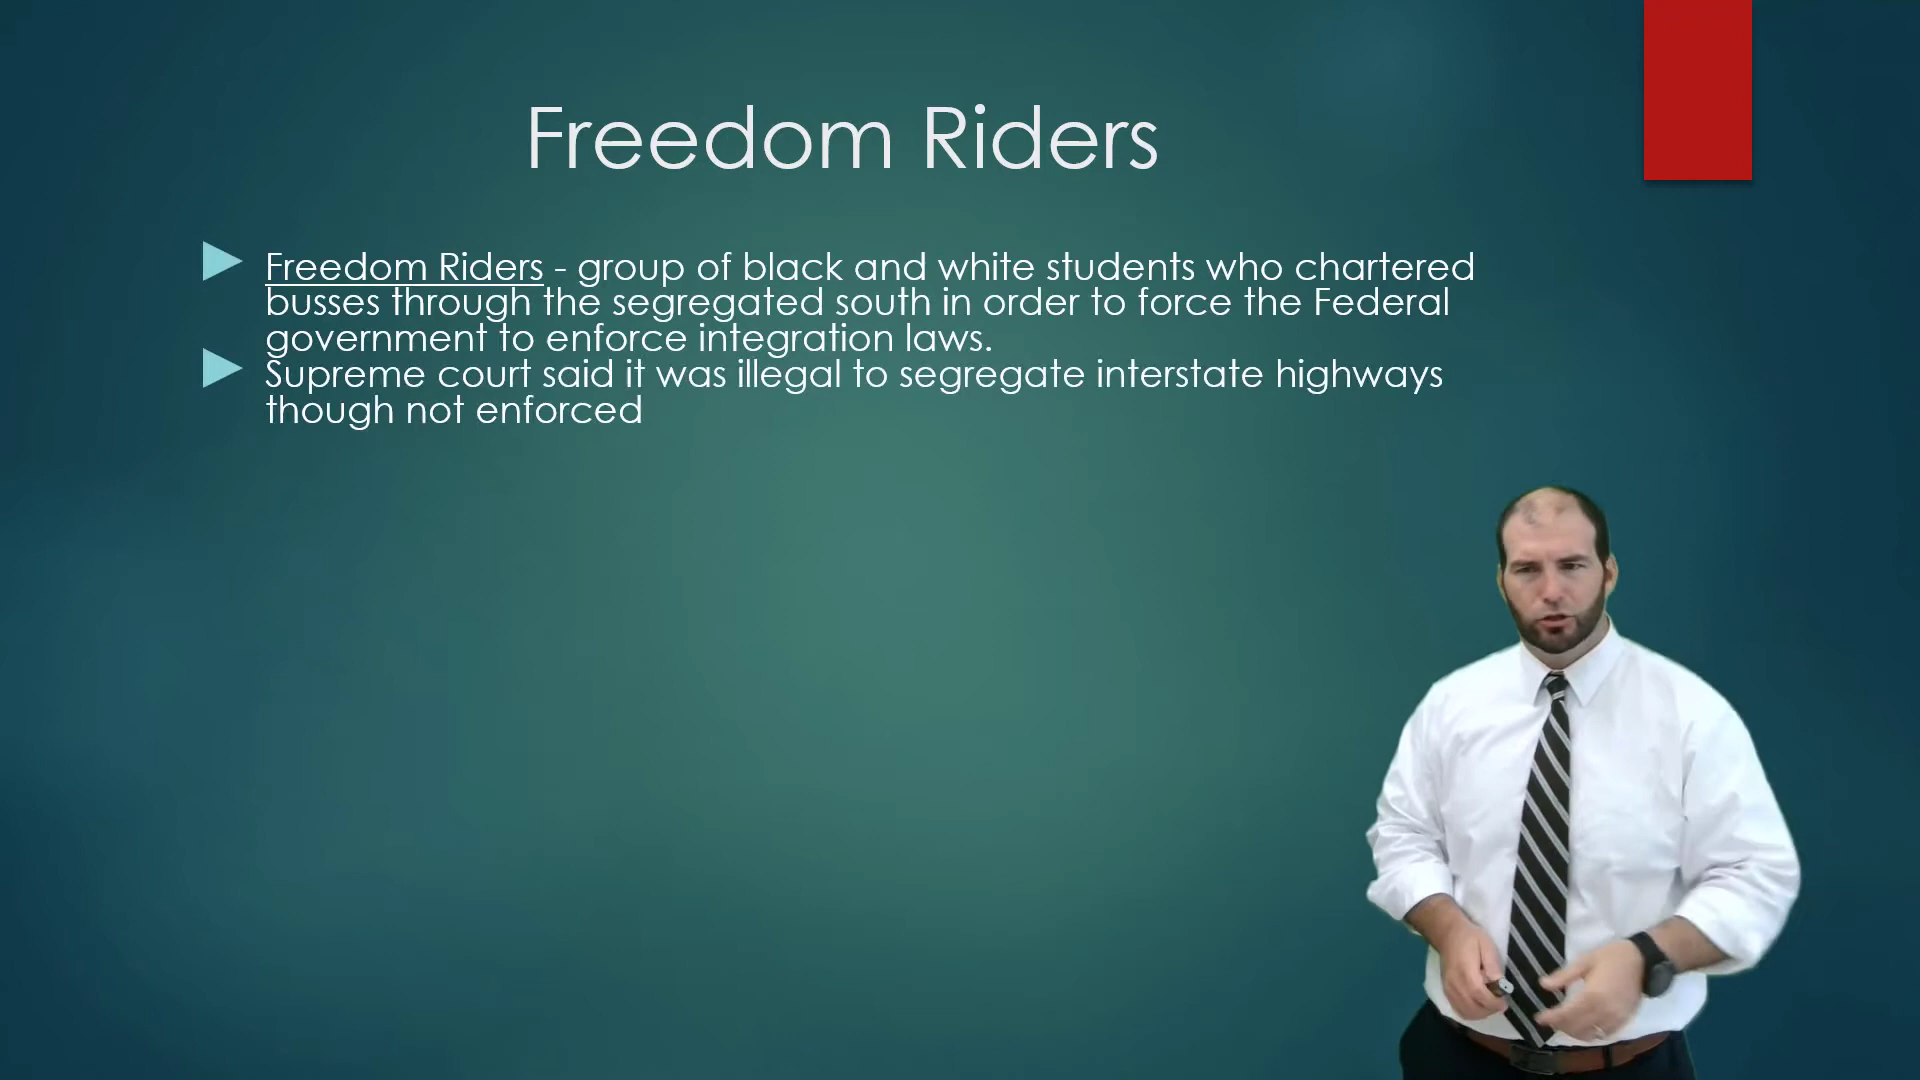 Freedom Riders
Freedom Riders - group of black and white students who chartered
busses through the segregated south in order to force the Federal
government to enforce integration laws.
Supreme court said it was illegal to segregate interstate highways
though not enforced